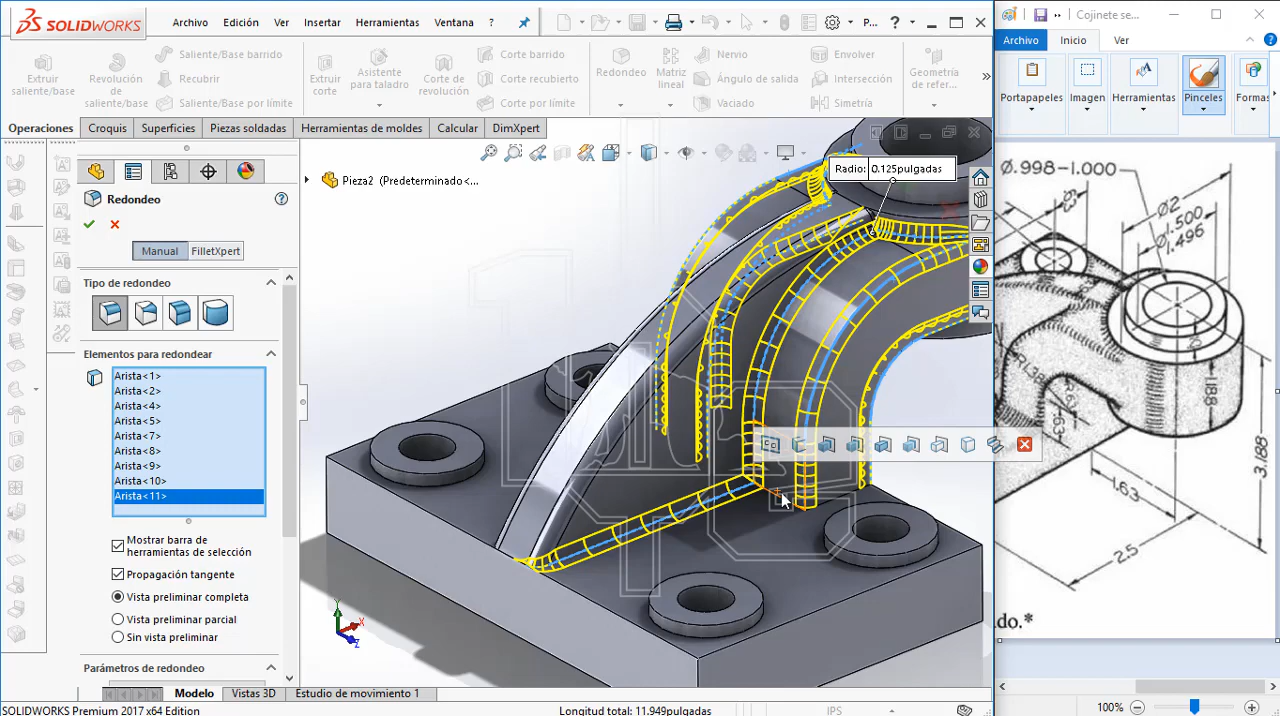 SOLIDWORKS
Archivo Edición Ver Insertar Herramientas Ventana ? P... ?
Cojinete se...
Archivo Inicio Ver
Extruir saliente/base
Revolución de saliente/base
Saliente/Base barrido
Recubrir
Saliente/Base por límite
Extruir corte
Asistente para taladro
Corte de revolución
Corte barrido
Corte recubierto
Corte por límite
Redondeo
Matriz lineal
Nervio
Ángulo de salida
Vaciado
Envolver
Intersección
Simetría
Geometría de refer...
Portapapeles Imagen Herramientas Pinceles Formas
Operaciones Croquis Superficies Piezas soldadas Herramientas de moldes Calcular DimXpert
Pieza2 (Predeterminado<...
Redondeo
Manual FilletXpert
Tipo de redondeo
Elementos para redondear
Arista<1>
Arista<2>
Arista<4>
Arista<5>
Arista<7>
Arista<8>
Arista<9>
Arista<10>
Arista<11>
Mostrar barra de
herramientas de selección
Propagación tangente
Vista preliminar completa
Vista preliminar parcial
Sin vista preliminar
Parámetros de redondeo
Radio: 0.125pulgadas
Y
X
Z
Ø.998-1.000
.63
Ø2
Ø1.500
1.496
1.88
3.188
1.63
2.5
do.*
Modelo Vistas 3D Estudio de movimiento 1
SOLIDWORKS Premium 2017 x64 Edition
Longitud total: 11.949pulgadas
IPS
100%